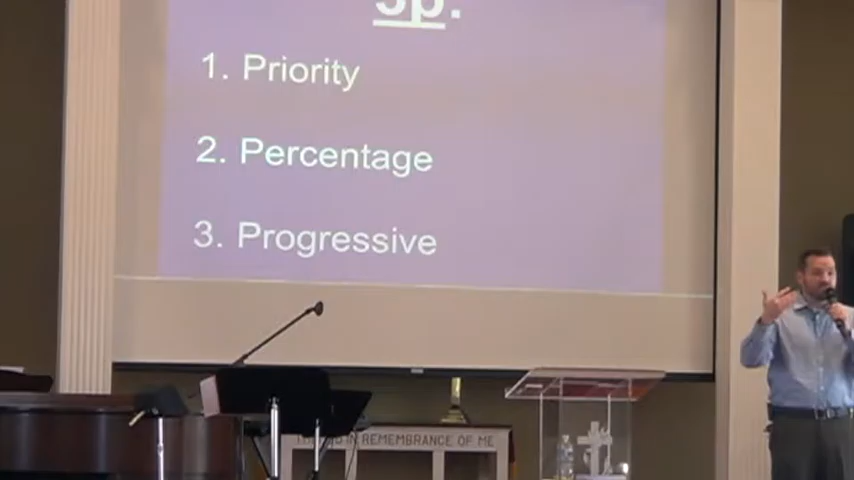 3p.
1. Priority
2. Percentage
3. Progressive
IN REMEMBRANCE OF ME